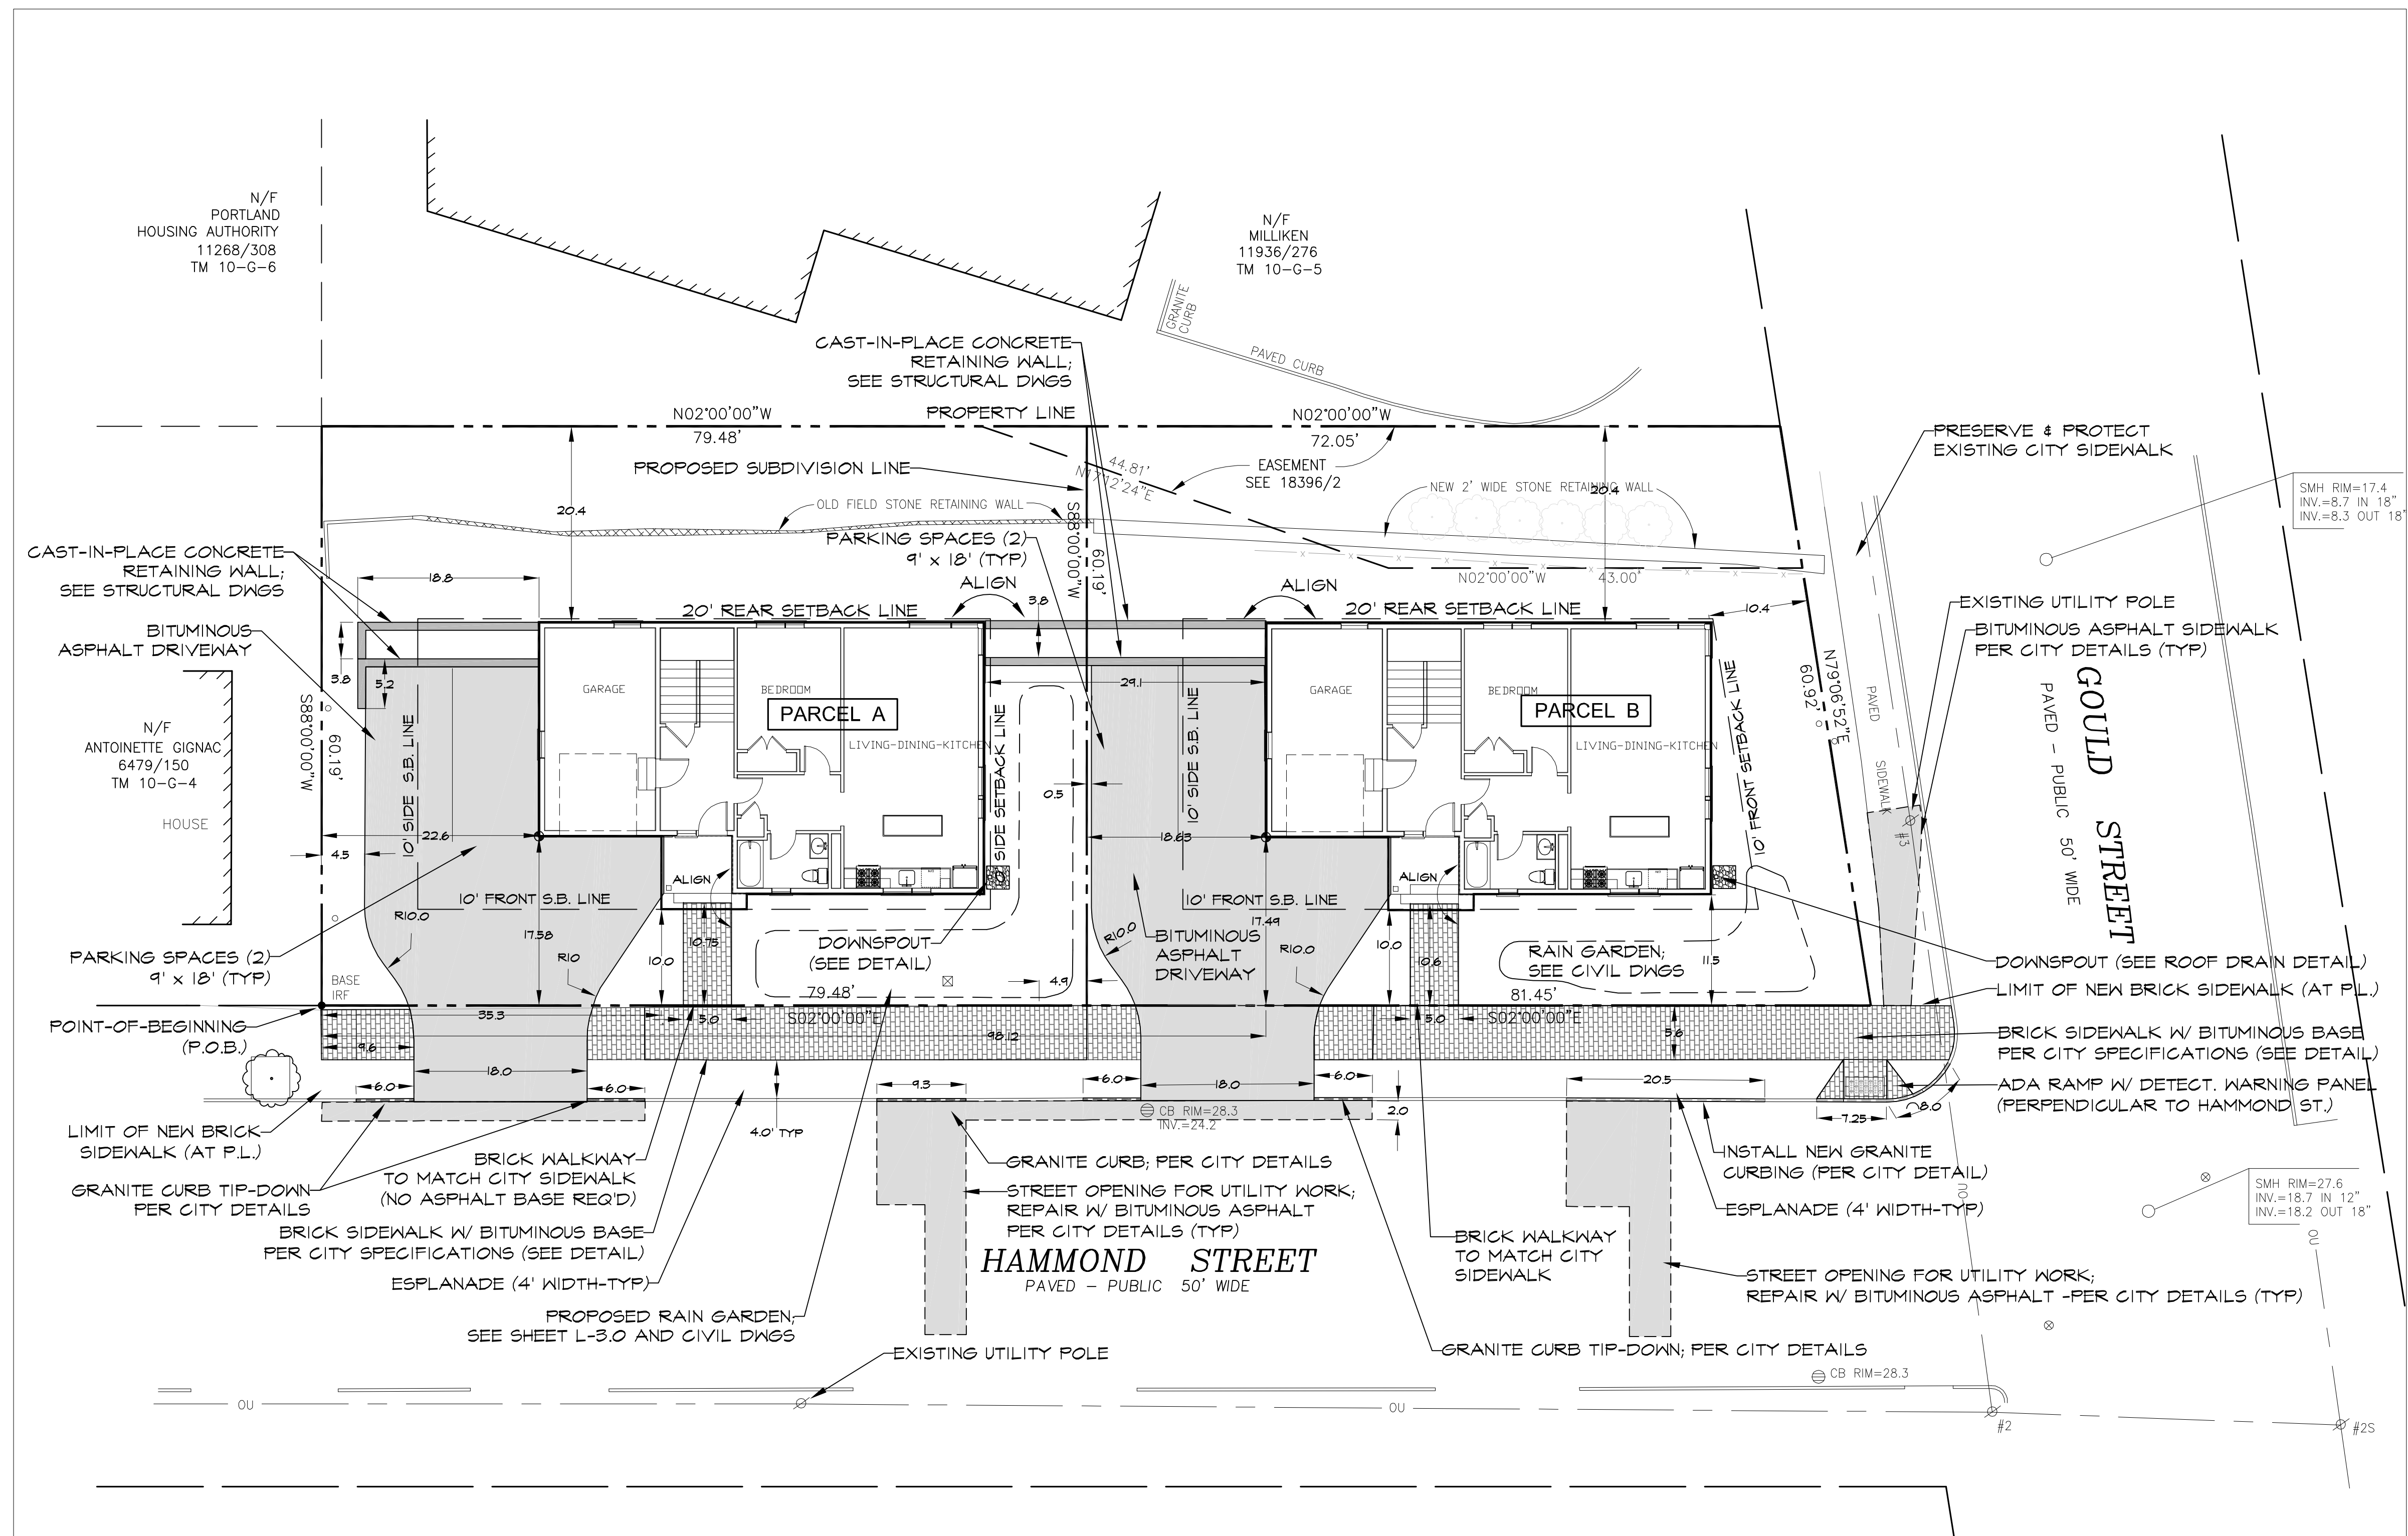 N/F
PORTLAND
HOUSING AUTHORITY
11268/308
TM 10-G-6
N/F
MILLIKEN
11936/276
TM 10-G-5
GRANITE
CURB
PAVED CURB
CAST-IN-PLACE CONCRETE
RETAINING WALL;
SEE STRUCTURAL DWGS
N02°00'00"W
79.48'
PROPERTY LINE
N02°00'00"W
72.05'
PRESERVE & PROTECT
EXISTING CITY SIDEWALK
PROPOSED SUBDIVISION LINE
44.81'
N17°12'24"E
EASEMENT
SEE 18396/2
NEW 2' WIDE STONE RETAINING WALL
20.4
SMH RIM=17.4
INV.=8.7 IN 18"
INV.=8.3 OUT 18"
20.4
OLD FIELD STONE RETAINING WALL
S88°00'00"W
60.19'
PARKING SPACES (2)
9' x 18' (TYP)
CAST-IN-PLACE CONCRETE
RETAINING WALL;
SEE STRUCTURAL DWGS
18.8
ALIGN
ALIGN
N02°00'00"W
43.00'
20' REAR SETBACK LINE
3.8
20' REAR SETBACK LINE
10.4
EXISTING UTILITY POLE
BITUMINOUS
ASPHALT DRIVEWAY
BITUMINOUS ASPHALT SIDEWALK
PER CITY DETAILS (TYP)
3.8
5.2
29.1
GARAGE
BEDROOM
PARCEL A
LIVING-DINING-KITCHEN
GARAGE
BEDROOM
PARCEL B
LIVING-DINING-KITCHEN
N79°06'52"E
60.92'
PAVED
SIDEWALK
#3
GOULD STREET
PAVED - PUBLIC 50' WIDE
N/F
ANTOINETTE GIGNAC
6479/150
TM 10-G-4
HOUSE
S88°00'00"W
60.19'
10' SIDE S.B. LINE
10' SIDE SETBACK LINE
10' SIDE S.B. LINE
10' FRONT SETBACK LINE
0.5
22.6
4.5
18.63
ALIGN
ALIGN
10' FRONT S.B. LINE
10' FRONT S.B. LINE
R10.0
17.58
R10
10.0
10.75
DOWNSPOUT
(SEE DETAIL)
R10.0
BITUMINOUS
ASPHALT
DRIVEWAY
17.49
R10.0
10.0
10.6
RAIN GARDEN;
SEE CIVIL DWGS
11.5
PARKING SPACES (2)
9' x 18' (TYP)
BASE
IRF
DOWNSPOUT (SEE ROOF DRAIN DETAIL)
LIMIT OF NEW BRICK SIDEWALK (AT P.L.)
79.48'
4.9
81.45'
POINT-OF-BEGINNING
(P.O.B.)
35.3
5.0
S02°00'00"E
98.12
5.0
S02°00'00"E
5.6
BRICK SIDEWALK W/ BITUMINOUS BASE
PER CITY SPECIFICATIONS (SEE DETAIL)
9.6
18.0
6.0
6.0
9.3
6.0
18.0
6.0
20.5
ADA RAMP W/ DETECT. WARNING PANEL
(PERPENDICULAR TO HAMMOND ST.)
7.25
8.0
CB RIM=28.3
INV.=24.2
2.0
4.0' TYP
LIMIT OF NEW BRICK
SIDEWALK (AT P.L.)
GRANITE CURB TIP-DOWN
PER CITY DETAILS
BRICK WALKWAY
TO MATCH CITY SIDEWALK
(NO ASPHALT BASE REQ'D)
GRANITE CURB; PER CITY DETAILS
STREET OPENING FOR UTILITY WORK;
REPAIR W/ BITUMINOUS ASPHALT
PER CITY DETAILS (TYP)
INSTALL NEW GRANITE
CURBING (PER CITY DETAIL)
ESPLANADE (4' WIDTH-TYP)
OU
SMH RIM=27.6
INV.=18.7 IN 12"
INV.=18.2 OUT 18"
OU
BRICK SIDEWALK W/ BITUMINOUS BASE
PER CITY SPECIFICATIONS (SEE DETAIL)
HAMMOND STREET
PAVED - PUBLIC 50' WIDE
BRICK WALKWAY
TO MATCH CITY
SIDEWALK
ESPLANADE (4' WIDTH-TYP)
STREET OPENING FOR UTILITY WORK;
REPAIR W/ BITUMINOUS ASPHALT -PER CITY DETAILS (TYP)
PROPOSED RAIN GARDEN;
SEE SHEET L-3.0 AND CIVIL DWGS
EXISTING UTILITY POLE
GRANITE CURB TIP-DOWN; PER CITY DETAILS
CB RIM=28.3
OU
OU
#2
#2S